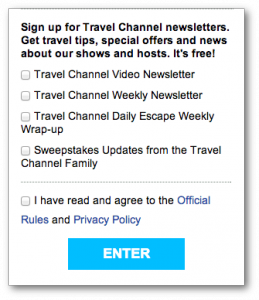 Sign up for Travel Channel newsletters.
Get travel tips, special offers and news
about our shows and hosts. It's free!
Travel Channel Video Newsletter
Travel Channel Weekly Newsletter
Travel Channel Daily Escape Weekly
Wrap-up
Sweepstakes Updates from the Travel
Channel Family
I have read and agree to the Official
Rules and Privacy Policy
ENTER